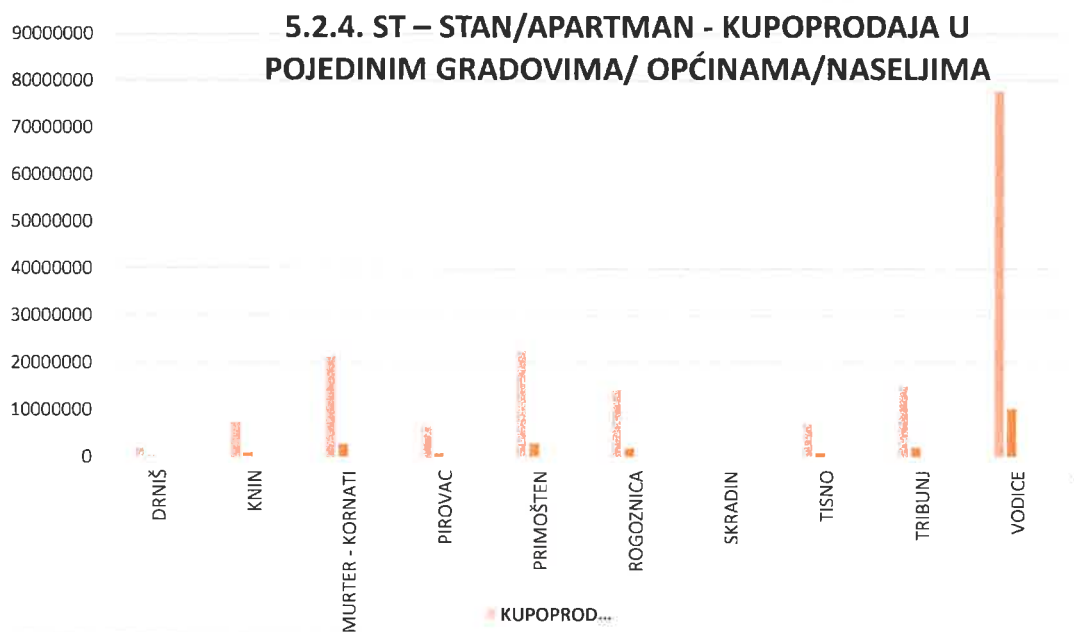 5.2.4. ST – STAN/APARTMAN - KUPOPRODAJA U
POJEDINIM GRADOVIMA/ OPĆINAMA/NASELJIMA
90000000
80000000
70000000
60000000
50000000
40000000
30000000
20000000
10000000
0
DRNIŠ
KNIN
MURTER - KORNATI
PIROVAC
PRIMOŠTEN
ROGOZNICA
SKRADIN
TISNO
TRIBUNJ
VODICE
KUPOPROD...